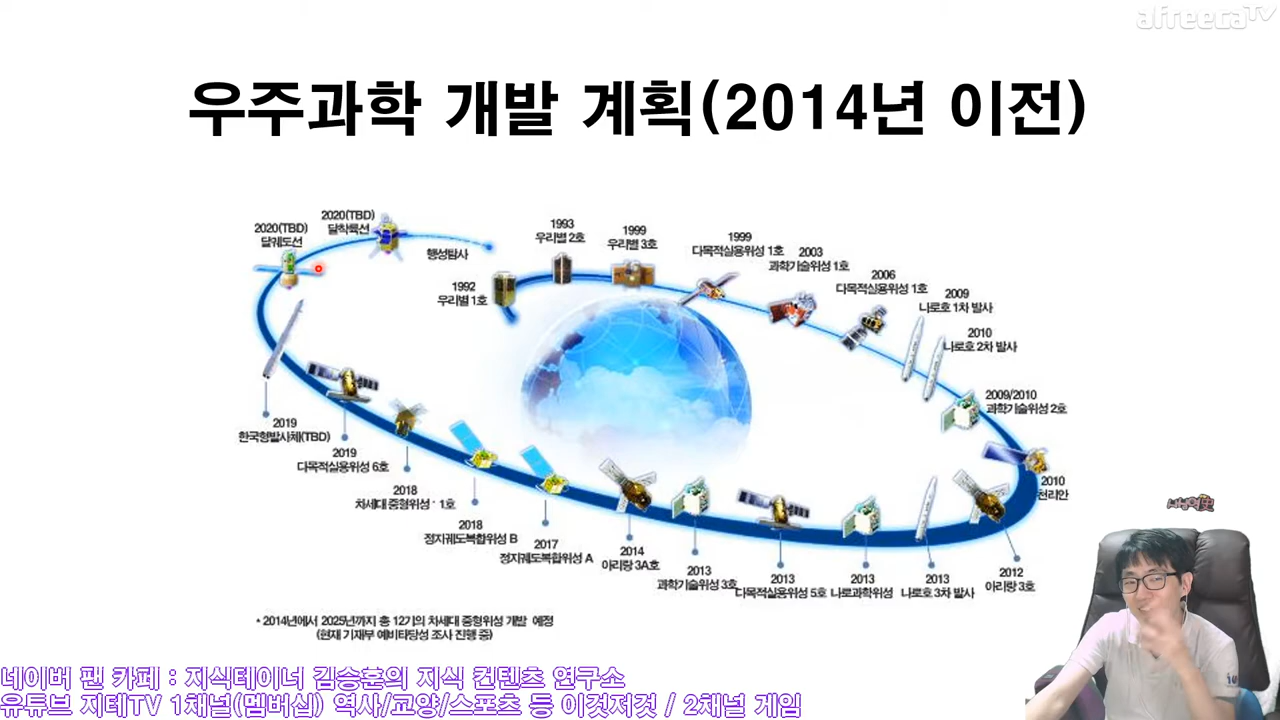 afreecaTV
우주과학 개발 계획(2014년 이전)
2020(TBD)
달궤도선
2020(TBD)
달착륙선
행성탐사
1992
우리별 1호
1993
우리별 2호
1999
우리별 3호
1999
다목적실용위성 1호
2003
과학기술위성 1호
2006
다목적실용위성 1호
2009
나로호 1차 발사
2010
나로호 2차 발사
2009/2010
과학기술위성 2호
2010
천리안
2012
아리랑 3호
2013
나로호 3차 발사
2013
나로과학위성
2013
다목적실용위성 5호
2013
과학기술위성 3호
2014
아리랑 3A호
2017
정지궤도복합위성 A
2018
정지궤도복합위성 B
2018
차세대 중형위성 · 1호
2019
다목적실용위성 6호
2019
한국형발사체(TBD)
* 2014년에서 2025년까지 총 12기의 차세대 중형위성 개발 예정
(현재 기재부 예비타당성 조사 진행 중)
네이버 팬 카페 : 지식테이너 김승훈의 지식 컨텐츠 연구소
유튜브 지테TV 1채널(멤버십) 역사/교양/스포츠 등 이것저것 / 2채널 게임